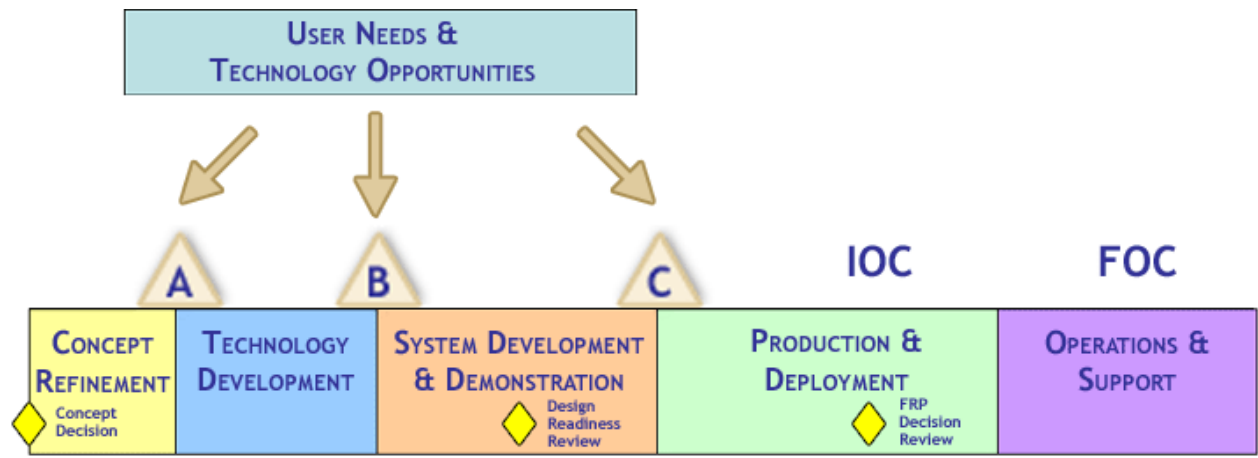 User Needs &
Technology Opportunities
A
B
C
IOC
FOC
Concept
Refinement
Concept
Decision
Technology
Development
System Development
& Demonstration
Design
Readiness
Review
Production &
Deployment
FRP
Decision
Review
Operations &
Support